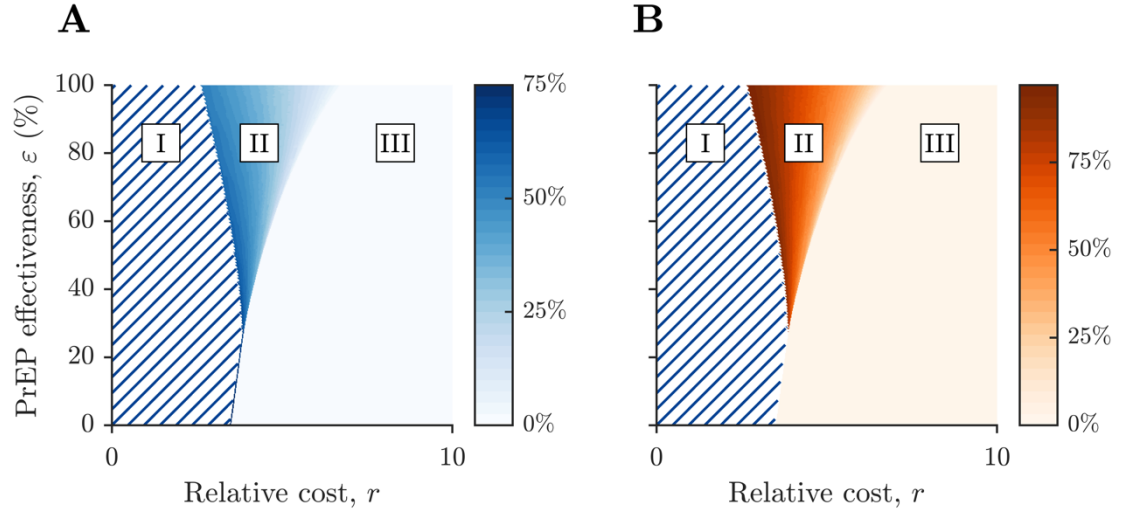 A
PrEP effectiveness, ε (%)
100
80
60
40
20
0
I
II
III
0
10
Relative cost, r
75%
50%
25%
0%
B
I
II
III
0
10
Relative cost, r
75%
50%
25%
0%